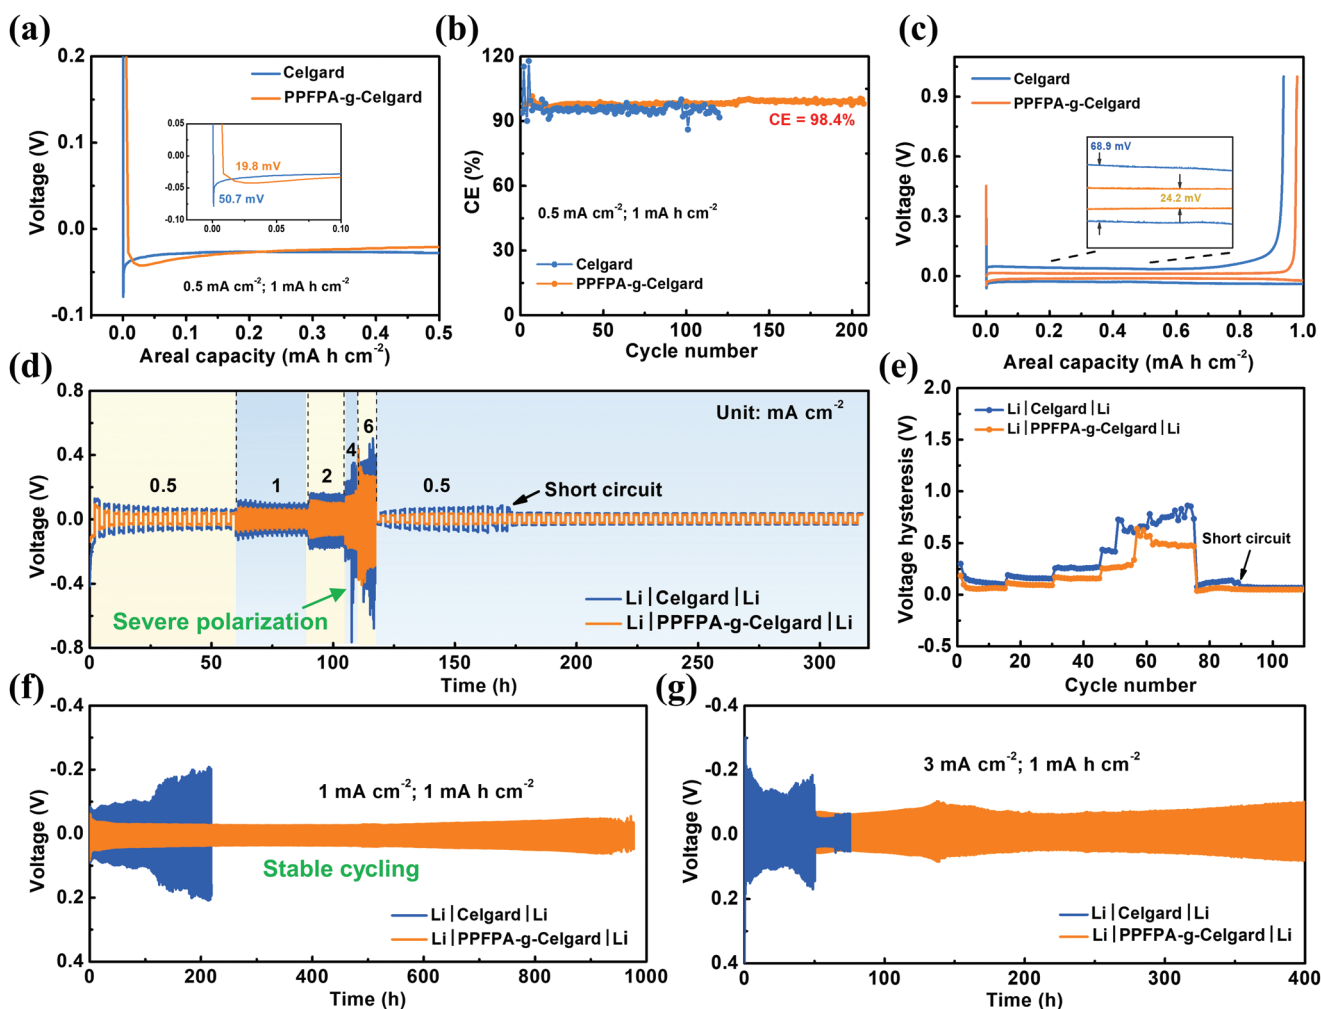 (a)
0.2
0.1
0.0
-0.1
Voltage (V)
0.0 0.1 0.2 0.3 0.4 0.5
Areal capacity (mA h cm⁻²)
Celgard
PPFPA-g-Celgard
0.05
0.00
-0.05
-0.10
0.00 0.05 0.10
19.8 mV
50.7 mV
0.5 mA cm⁻²; 1 mA h cm⁻²
(b)
120
90
60
30
0
CE (%)
0 50 100 150 200
Cycle number
CE = 98.4%
0.5 mA cm⁻²; 1 mA h cm⁻²
Celgard
PPFPA-g-Celgard
(c)
0.9
0.6
0.3
0.0
Voltage (V)
0.0 0.2 0.4 0.6 0.8 1.0
Areal capacity (mA h cm⁻²)
Celgard
PPFPA-g-Celgard
68.9 mV
24.2 mV
(d)
0.8
0.4
0.0
-0.4
-0.8
Voltage (V)
0 50 100 150 200 250 300
Time (h)
Unit: mA cm⁻²
0.5 1 2 4 6 0.5
Short circuit
Severe polarization
Li|Celgard|Li
Li|PPFPA-g-Celgard|Li
(e)
2.0
1.5
1.0
0.5
0.0
-0.5
Voltage hysteresis (V)
0 20 40 60 80 100
Cycle number
Li|Celgard|Li
Li|PPFPA-g-Celgard|Li
Short circuit
(f)
-0.4
-0.2
0.0
0.2
0.4
Voltage (V)
0 200 400 600 800 1000
Time (h)
1 mA cm⁻²; 1 mA h cm⁻²
Stable cycling
Li|Celgard|Li
Li|PPFPA-g-Celgard|Li
(g)
-0.4
-0.2
0.0
0.2
0.4
Voltage (V)
0 50 100 150 200 250 300 350 400
Time (h)
3 mA cm⁻²; 1 mA h cm⁻²
Li|Celgard|Li
Li|PPFPA-g-Celgard|Li